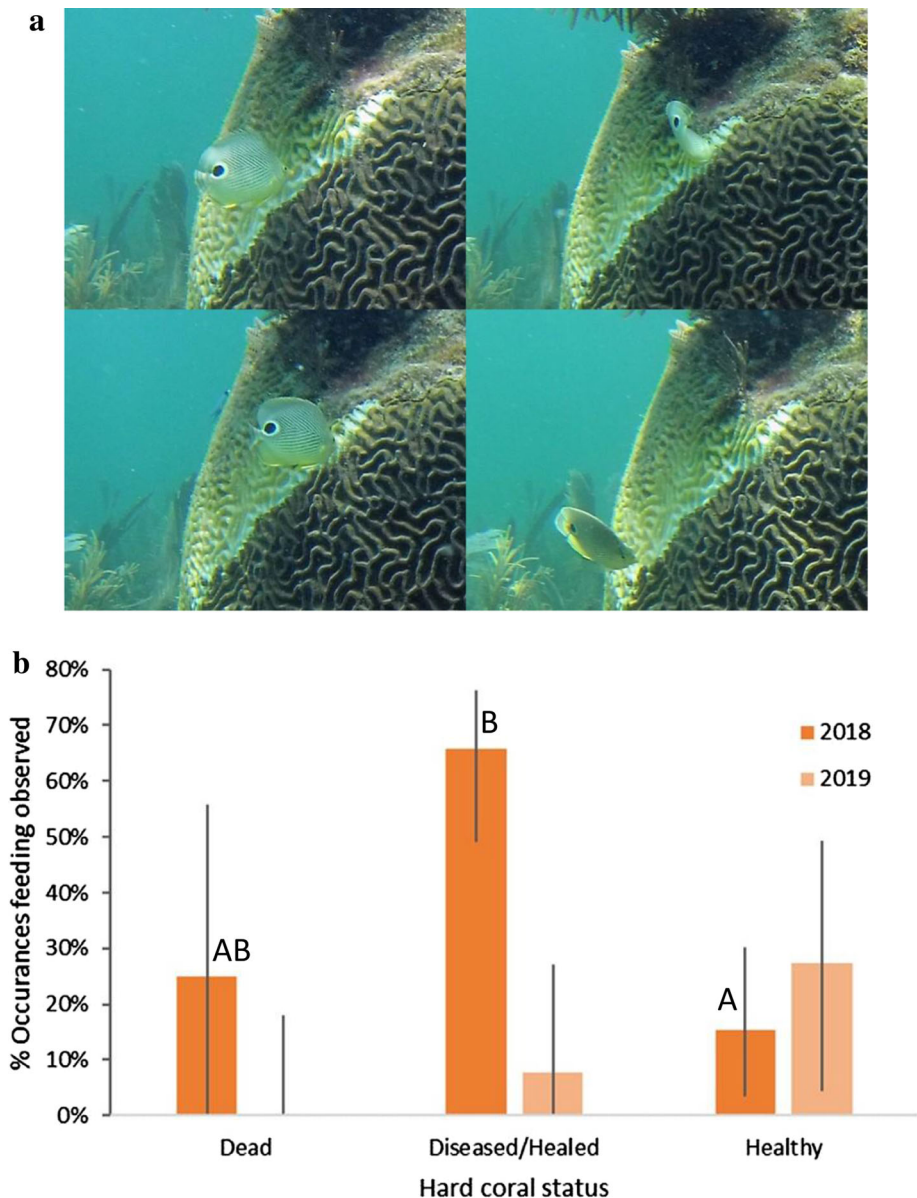 a
b
80%
70%
60%
50%
40%
30%
20%
10%
0%
% Occurances feeding observed
AB
B
A
2018
2019
Dead Diseased/Healed Healthy
Hard coral status